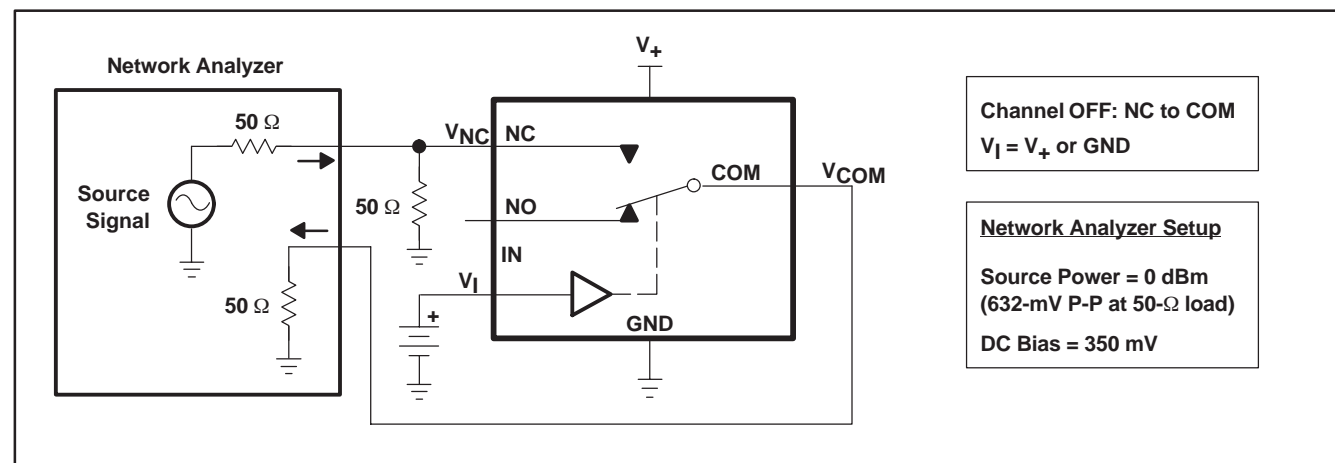 V+
Network Analyzer
50 Ω
Source
Signal
50 Ω
VNC
NC
50 Ω
NO
IN
VI
COM
VCOM
GND
Channel OFF: NC to COM
VI = V+ or GND
Network Analyzer Setup
Source Power = 0 dBm
(632-mV P-P at 50-Ω load)
DC Bias = 350 mV
+